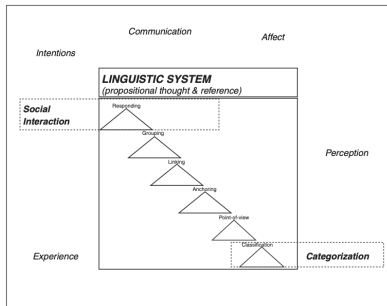 Communication
Affect
Intentions
LINGUISTIC SYSTEM
(propositional thought & reference)
Social
Interaction
Responding
Grouping
Linking
Anchoring
Perception
Point-of-view
Classification
Experience
Categorization